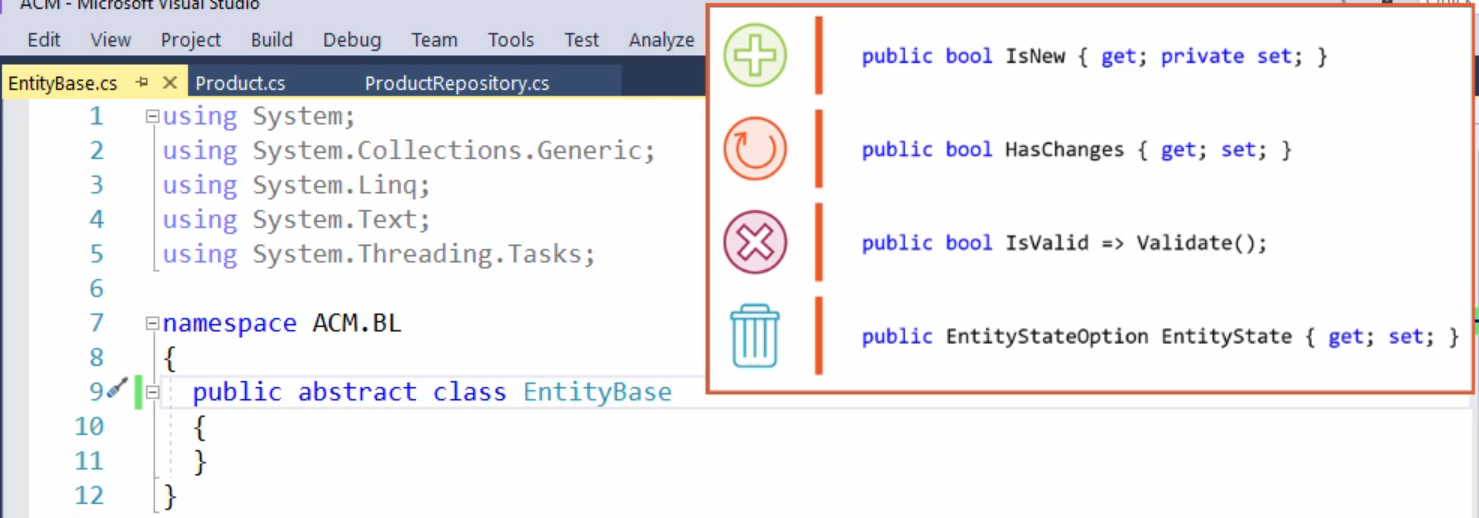 ACM - Microsoft Visual Studio
Edit View Project Build Debug Team Tools Test Analyze
EntityBase.cs Product.cs ProductRepository.cs
1 using System;
2 using System.Collections.Generic;
3 using System.Linq;
4 using System.Text;
5 using System.Threading.Tasks;
6
7 namespace ACM.BL
8 {
9 public abstract class EntityBase
10 {
11 }
12 }
public bool IsNew { get; private set; }
public bool HasChanges { get; set; }
public bool IsValid => Validate();
public EntityStateOption EntityState { get; set; }